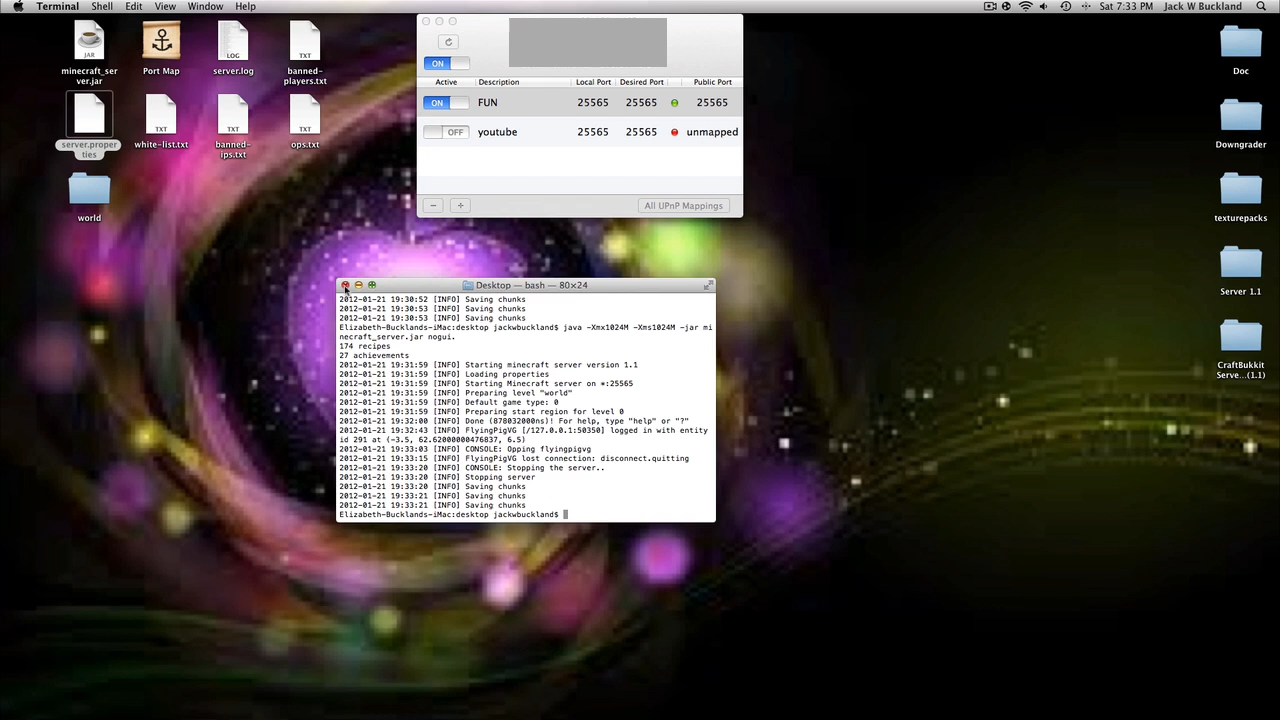 Terminal Shell Edit View Window Help
Sat 7:33 PM Jack W Buckland
JAR
minecraft_ser
ver.jar
Port Map
LOG
server.log
TXT
banned-
players.txt
server.proper
ties
TXT
white-list.txt
TXT
banned-
ips.txt
TXT
ops.txt
world
ON
Active Description Local Port Desired Port Public Port
ON FUN 25565 25565 25565
OFF youtube 25565 25565 unmapped
All UPnP Mappings
Desktop — bash — 80×24
2012-01-21 19:30:52 [INFO] Saving chunks
2012-01-21 19:30:53 [INFO] Saving chunks
2012-01-21 19:30:53 [INFO] Saving chunks
Elizabeth-Bucklands-iMac:desktop jackwbuckland$ java -Xmx1024M -Xms1024M -jar mi
necraft_server.jar nogui.
174 recipes
27 achievements
2012-01-21 19:31:59 [INFO] Starting minecraft server version 1.1
2012-01-21 19:31:59 [INFO] Loading properties
2012-01-21 19:31:59 [INFO] Starting Minecraft server on *:25565
2012-01-21 19:31:59 [INFO] Preparing level "world"
2012-01-21 19:31:59 [INFO] Default game type: 0
2012-01-21 19:31:59 [INFO] Preparing start region for level 0
2012-01-21 19:32:00 [INFO] Done (878032000ns)! For help, type "help" or "?"
2012-01-21 19:32:43 [INFO] FlyingPigVG [/127.0.0.1:50350] logged in with entity
id 291 at (-3.5, 62.62000000476837, 6.5)
2012-01-21 19:33:03 [INFO] CONSOLE: Opping flyingpigvg
2012-01-21 19:33:15 [INFO] FlyingPigVG lost connection: disconnect.quitting
2012-01-21 19:33:20 [INFO] CONSOLE: Stopping the server..
2012-01-21 19:33:20 [INFO] Stopping server
2012-01-21 19:33:20 [INFO] Saving chunks
2012-01-21 19:33:21 [INFO] Saving chunks
2012-01-21 19:33:21 [INFO] Saving chunks
Elizabeth-Bucklands-iMac:desktop jackwbuckland$
Doc
Downgrader
texturepacks
Server 1.1
CraftBukkit
Serve...(1.1)